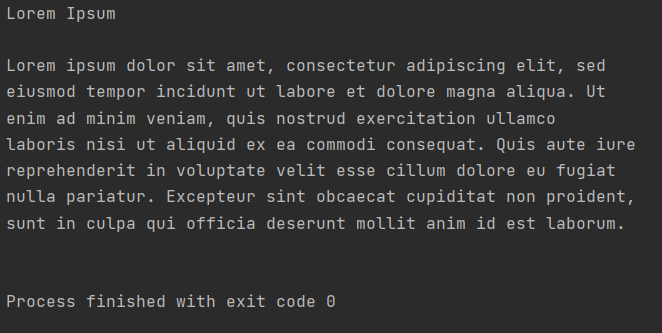 Lorem Ipsum
Lorem ipsum dolor sit amet, consectetur adipiscing elit, sed
eiusmod tempor incidunt ut labore et dolore magna aliqua. Ut
enim ad minim veniam, quis nostrud exercitation ullamco
laboris nisi ut aliquid ex ea commodi consequat. Quis aute iure
reprehenderit in voluptate velit esse cillum dolore eu fugiat
nulla pariatur. Excepteur sint obcaecat cupiditat non proident,
sunt in culpa qui officia deserunt mollit anim id est laborum.
Process finished with exit code 0